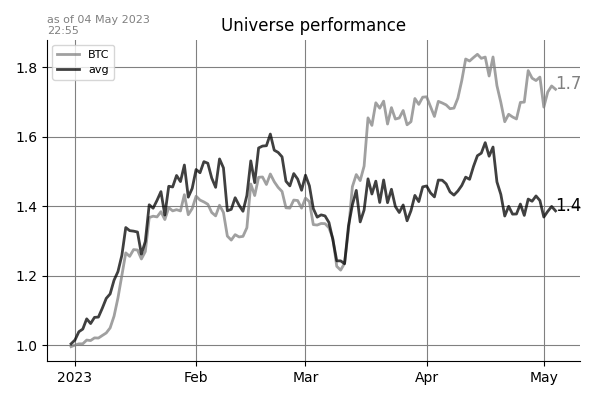 as of 04 May 2023
22:55
Universe performance
BTC
avg
1.8
1.7
1.6
1.4
1.4
1.2
1.0
2023
Feb
Mar
Apr
May